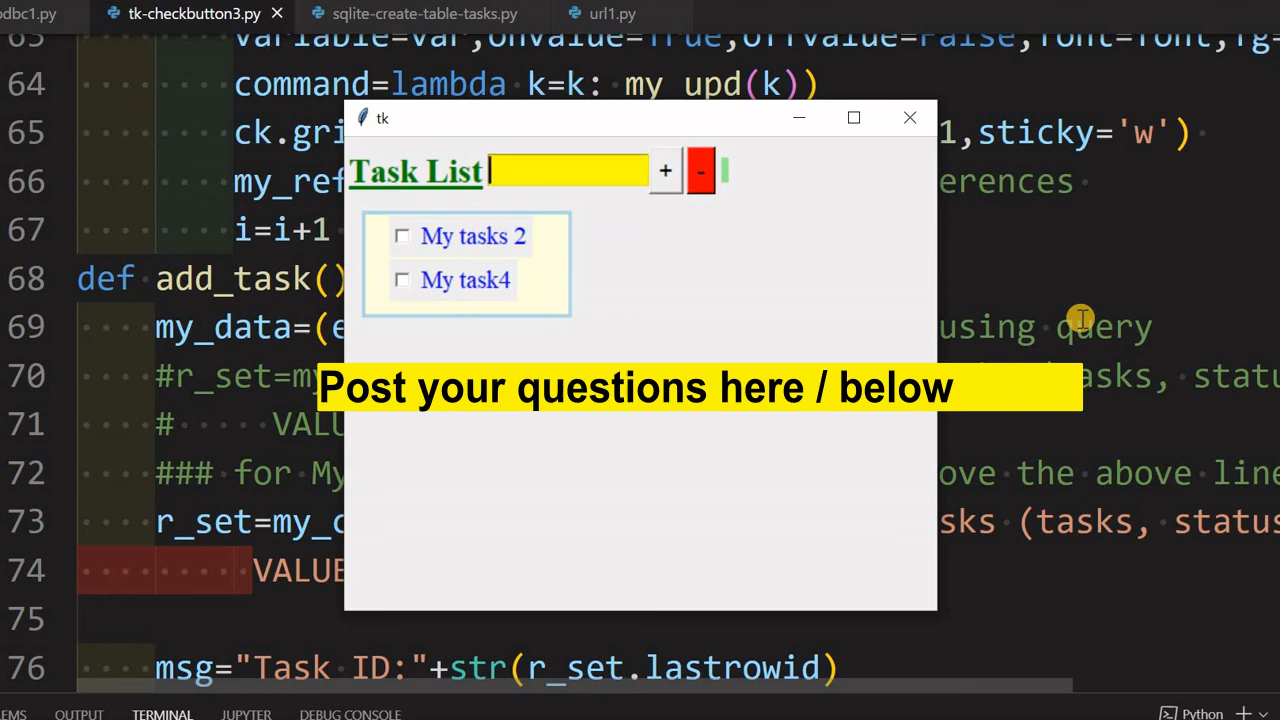 odbc1.py tk-checkbutton3.py sqlite-create-table-tasks.py url1.py
65 variable=var,onvalue=True,offvalue=False,font=font,fg=
64 command=lambda k=k: my_upd(k))
tk
65 ck.gri 1,sticky='w')
Task List + -
66 my_ref erences
67 i=i+1
My tasks 2
68 def add_task()
My task4
69 my_data=(e using query
70 #r_set=my asks, statu
Post your questions here / below
71 # VALU
72 ### for My ove the above line
73 r_set=my_c sks (tasks, status
74 VALUE
75
76 msg="Task ID:"+str(r_set.lastrowid)
LEMS OUTPUT TERMINAL JUPYTER DEBUG CONSOLE Python